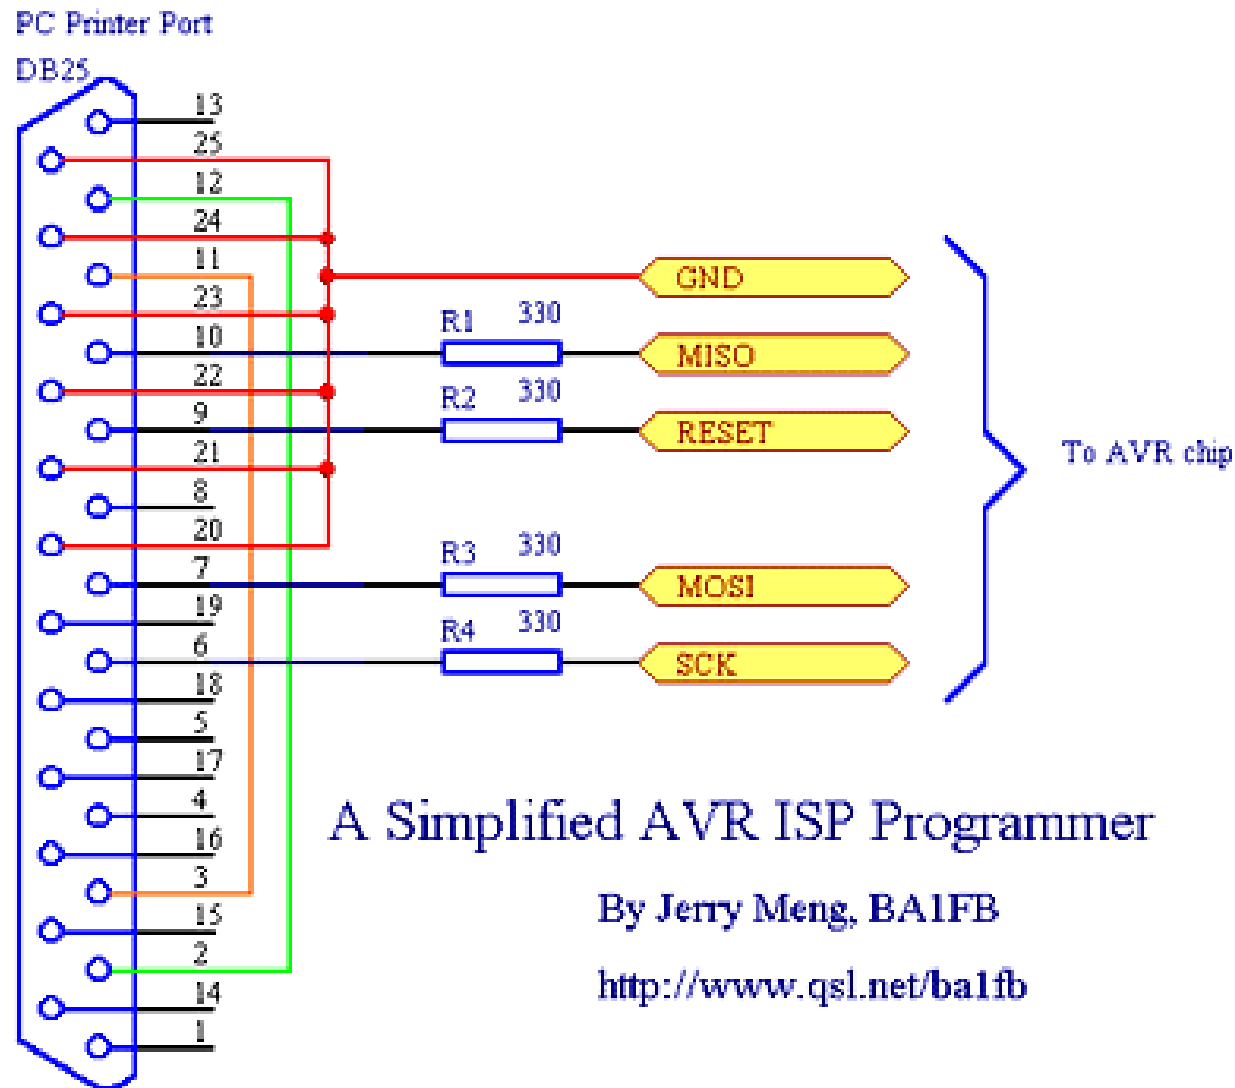 PC Printer Port
DB25
13
25
12
24
11
23
10
22
9
21
8
20
7
19
6
18
5
17
4
16
3
15
2
14
1
GND
R1 330
MISO
R2 330
RESET
R3 330
MOSI
R4 330
SCK
To AVR chip
A Simplified AVR ISP Programmer
By Jerry Meng, BA1FB
http://www.qsl.net/ba1fb